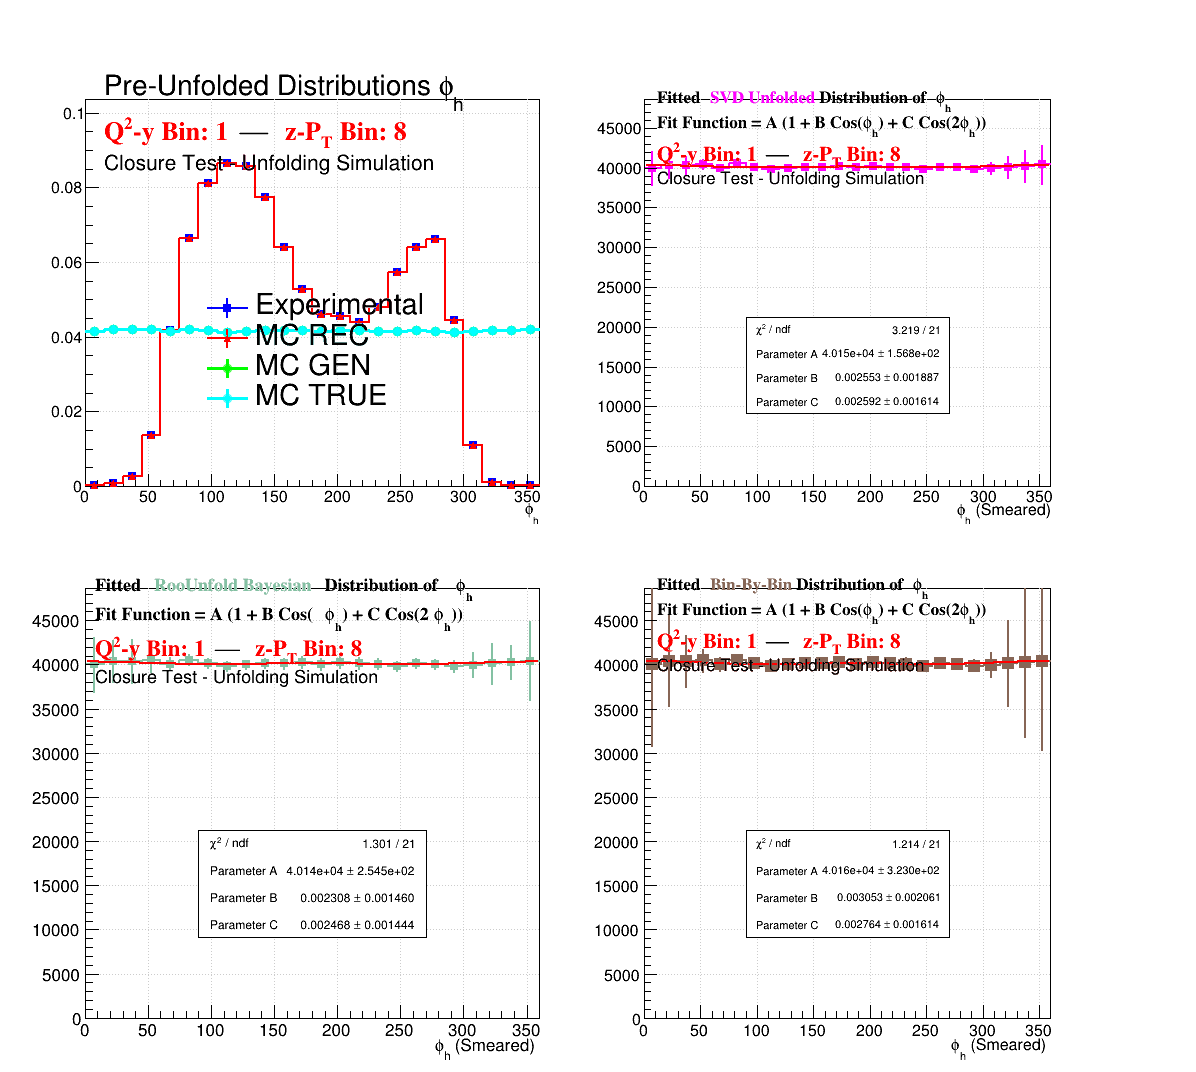 Pre-Unfolded Distributions ϕh
Q2-y Bin: 1 — z-PT Bin: 8
Closure Test - Unfolding Simulation
0.1
0.08
0.06
0.04
0.02
0
Experimental
MC REC
MC GEN
MC TRUE
50 100 150 200 250 300 350
ϕh
Fitted SVD Unfolded Distribution of ϕh
Fit Function = A (1 + B Cos(ϕh) + C Cos(2ϕh))
Q2-y Bin: 1 — z-PT Bin: 8
Closure Test - Unfolding Simulation
45000
40000
35000
30000
25000
20000
15000
10000
5000
0
χ2 / ndf 3.219 / 21
Parameter A 4.015e+04 ± 1.568e+02
Parameter B 0.002553 ± 0.001887
Parameter C 0.002592 ± 0.001614
0 50 100 150 200 250 300 350
ϕh (Smeared)
Fitted RooUnfold Bayesian Distribution of ϕh
Fit Function = A (1 + B Cos( ϕh) + C Cos(2 ϕh))
Q2-y Bin: 1 — z-PT Bin: 8
Closure Test - Unfolding Simulation
45000
40000
35000
30000
25000
20000
15000
10000
5000
0
χ2 / ndf 1.301 / 21
Parameter A 4.014e+04 ± 2.545e+02
Parameter B 0.002308 ± 0.001460
Parameter C 0.002468 ± 0.001444
0 50 100 150 200 250 300 350
ϕh (Smeared)
Fitted Bin-By-Bin Distribution of ϕh
Fit Function = A (1 + B Cos(ϕh) + C Cos(2ϕh))
Q2-y Bin: 1 — z-PT Bin: 8
Closure Test - Unfolding Simulation
45000
40000
35000
30000
25000
20000
15000
10000
5000
0
χ2 / ndf 1.214 / 21
Parameter A 4.016e+04 ± 3.230e+02
Parameter B 0.003053 ± 0.002061
Parameter C 0.002764 ± 0.001614
0 50 100 150 200 250 300 350
ϕh (Smeared)